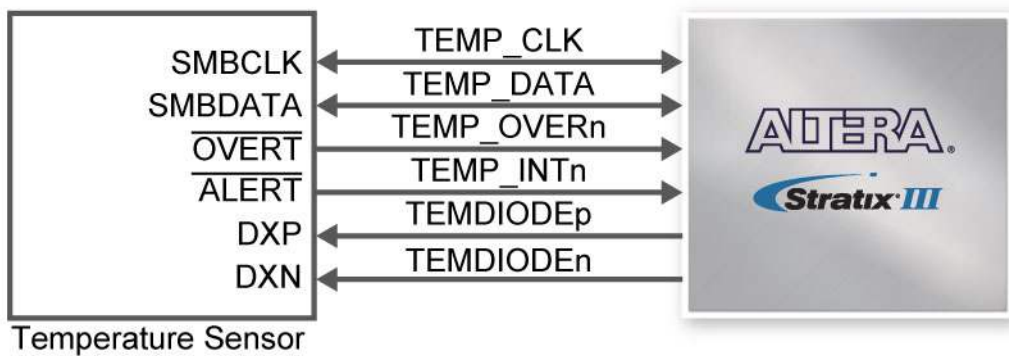 SMBCLK
TEMP_CLK
SMBDATA
TEMP_DATA
OVERT
TEMP_OVERn
ALERT
TEMP_INTn
DXP
TEMDIODEp
DXN
TEMDIODEn
ALTERA.
Stratix III
Temperature Sensor